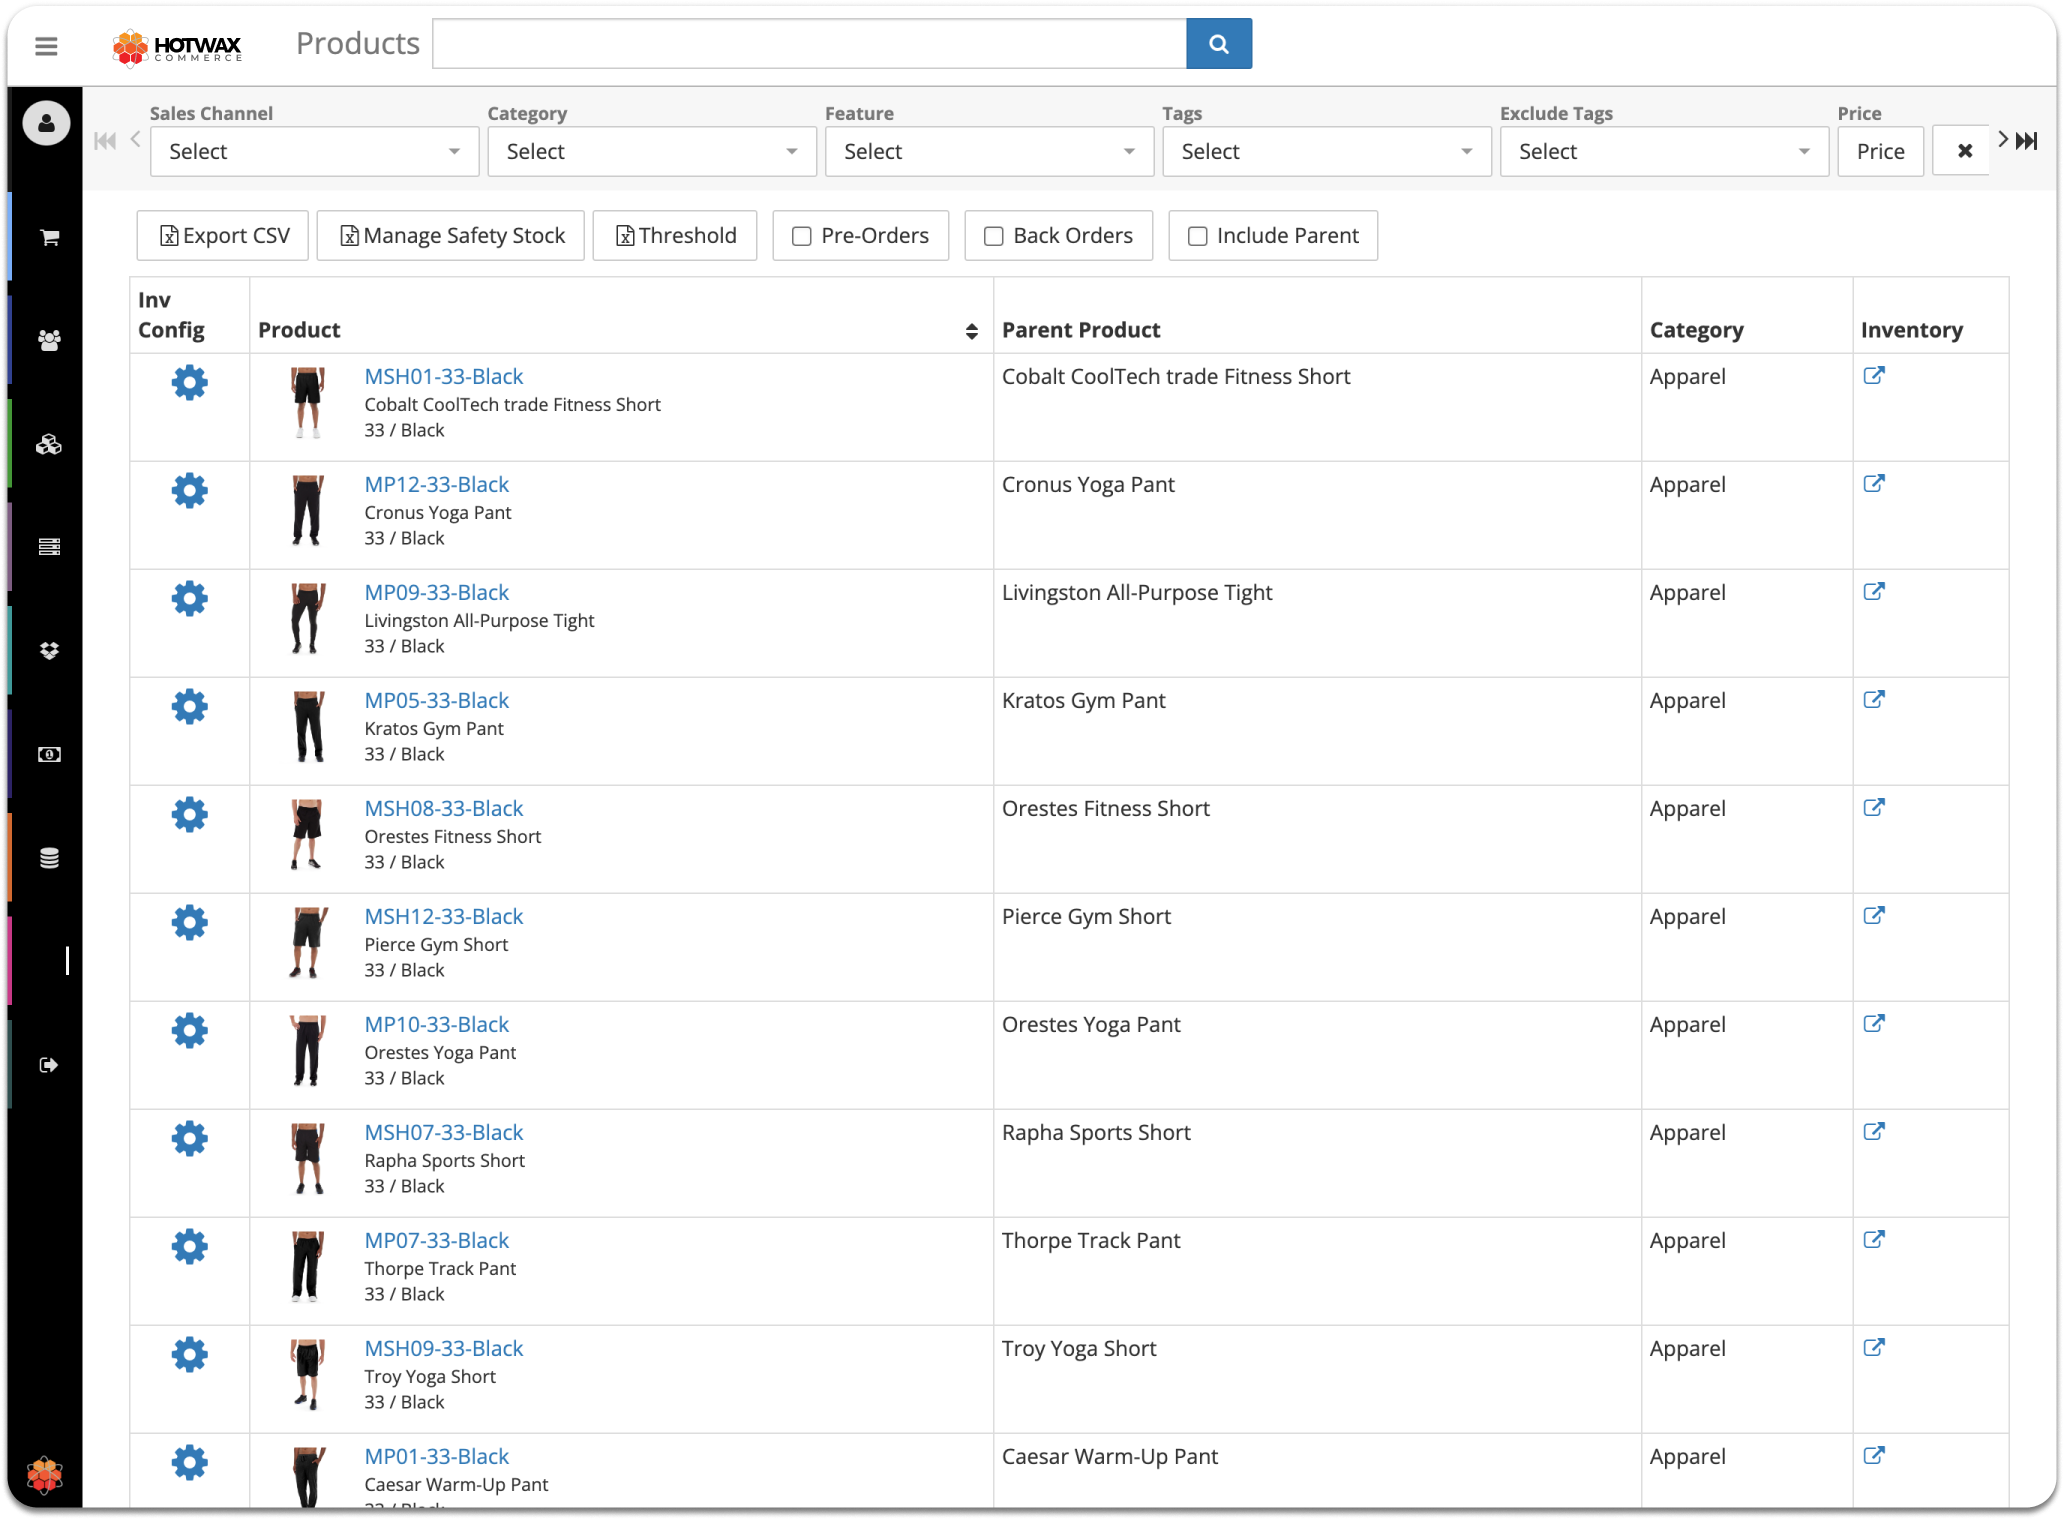 HOTWAX
COMMERCE
Products
Sales Channel
Category
Feature
Tags
Exclude Tags
Price
Select
Select
Select
Select
Select
Price
Export CSV
Manage Safety Stock
Threshold
Pre-Orders
Back Orders
Include Parent
Inv
Config
Product
Parent Product
Category
Inventory
MSH01-33-Black
Cobalt CoolTech trade Fitness Short
33 / Black
Cobalt CoolTech trade Fitness Short
Apparel
MP12-33-Black
Cronus Yoga Pant
33 / Black
Cronus Yoga Pant
Apparel
MP09-33-Black
Livingston All-Purpose Tight
33 / Black
Livingston All-Purpose Tight
Apparel
MP05-33-Black
Kratos Gym Pant
33 / Black
Kratos Gym Pant
Apparel
MSH08-33-Black
Orestes Fitness Short
33 / Black
Orestes Fitness Short
Apparel
MSH12-33-Black
Pierce Gym Short
33 / Black
Pierce Gym Short
Apparel
MP10-33-Black
Orestes Yoga Pant
33 / Black
Orestes Yoga Pant
Apparel
MSH07-33-Black
Rapha Sports Short
33 / Black
Rapha Sports Short
Apparel
MP07-33-Black
Thorpe Track Pant
33 / Black
Thorpe Track Pant
Apparel
MSH09-33-Black
Troy Yoga Short
33 / Black
Troy Yoga Short
Apparel
MP01-33-Black
Caesar Warm-Up Pant
Caesar Warm-Up Pant
Apparel